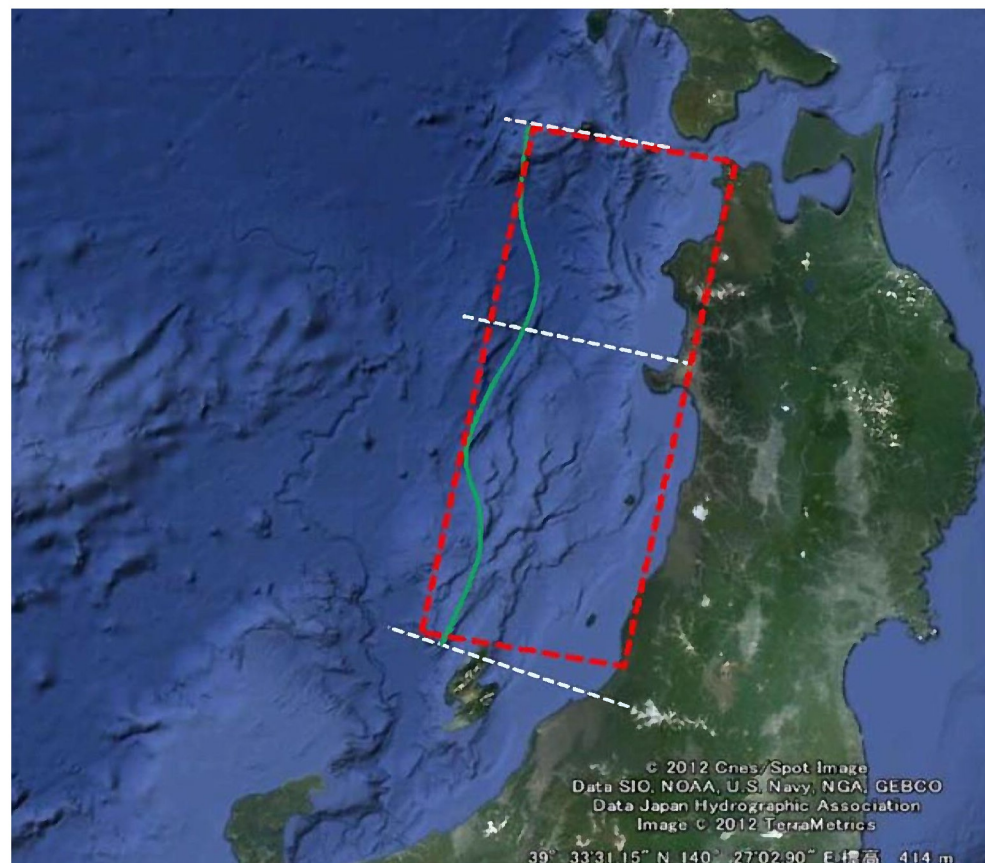 © 2012 Cnes/Spot Image
Data SIO, NOAA, U.S. Navy, NGA, GEBCO
Data Japan Hydrographic Association
Image © 2012 TerraMetrics
39° 33'31.15" N 140° 27'02.90" E 標高 414 m